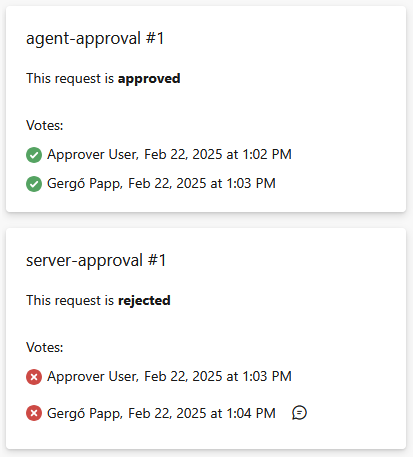 agent-approval #1
This request is approved
Votes:
Approver User, Feb 22, 2025 at 1:02 PM
Gergő Papp, Feb 22, 2025 at 1:03 PM
server-approval #1
This request is rejected
Votes:
Approver User, Feb 22, 2025 at 1:03 PM
Gergő Papp, Feb 22, 2025 at 1:04 PM